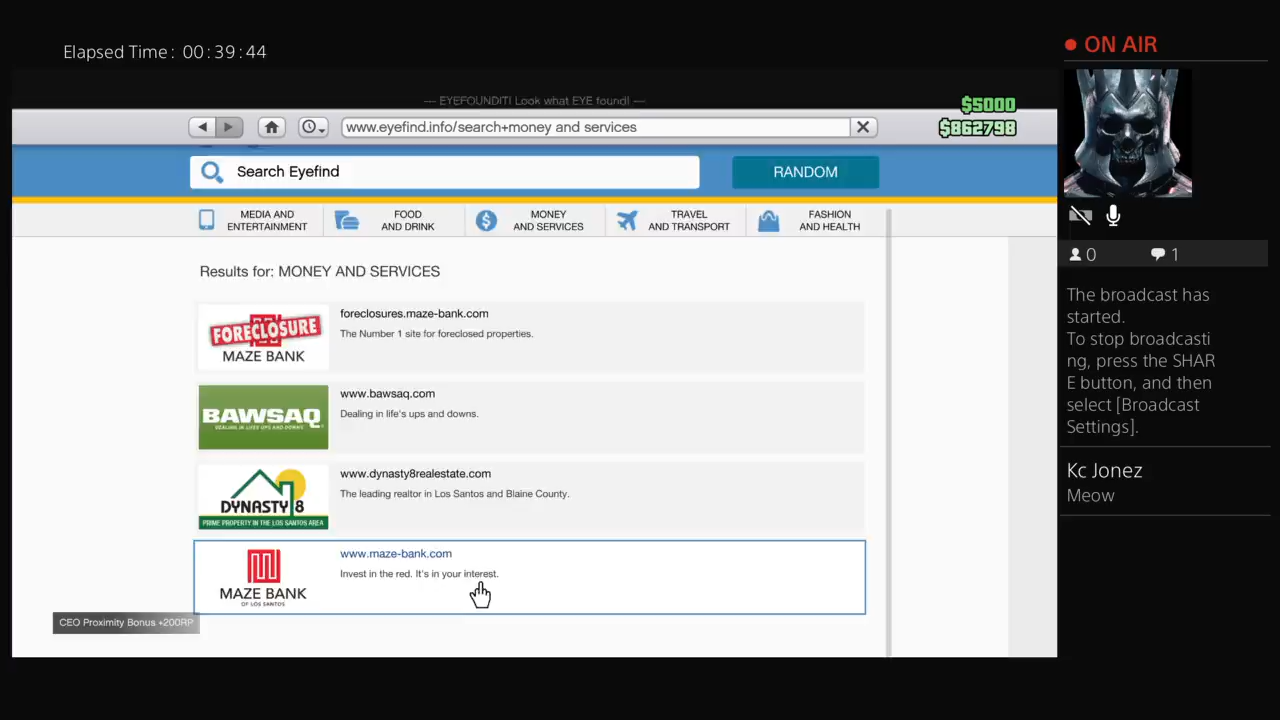 Elapsed Time: 00:39:44
ON AIR
--- EYEFOUNDIT! Look what EYE found! ---
$5000
$862798
www.eyefind.info/search+money and services
Search Eyefind
RANDOM
MEDIA AND
ENTERTAINMENT
FOOD
AND DRINK
MONEY
AND SERVICES
TRAVEL
AND TRANSPORT
FASHION
AND HEALTH
Results for: MONEY AND SERVICES
FORECLOSURE
MAZE BANK
foreclosures.maze-bank.com
The Number 1 site for foreclosed properties.
BAWSAQ
DEALING IN LIFE'S UPS AND DOWNS.
www.bawsaq.com
Dealing in life's ups and downs.
DYNASTY 8
PRIME PROPERTY IN THE LOS SANTOS AREA
www.dynasty8realestate.com
The leading realtor in Los Santos and Blaine County.
MAZE BANK
OF LOS SANTOS
www.maze-bank.com
Invest in the red. It's in your interest.
CEO Proximity Bonus +200RP
0
1
The broadcast has
started.
To stop broadcasti
ng, press the SHAR
E button, and then
select [Broadcast
Settings].
Kc Jonez
Meow